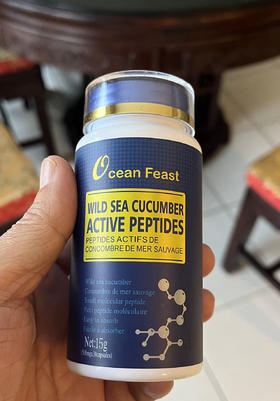 Ocean Feast
WILD SEA CUCUMBER
ACTIVE PEPTIDES
PEPTIDES ACTIFS DE
CONCOMBRE DE MER SAUVAGE
Wild sea cucumber
Concombre de mer sauvage
Small molecular peptide
Petit peptide moléculaire
Easy to absorb
Facile à absorber
Net:15g